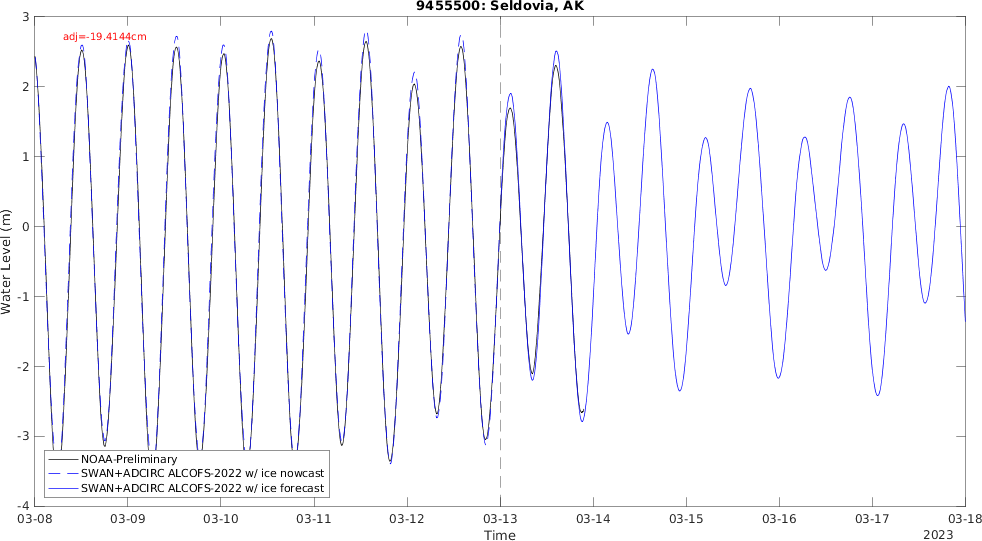 9455500: Seldovia, AK
adj=-19.4144cm
3
2
1
0
-1
-2
-3
-4
Water Level (m)
NOAA-Preliminary
SWAN+ADCIRC ALCOFS-2022 w/ ice nowcast
SWAN+ADCIRC ALCOFS-2022 w/ ice forecast
03-08 03-09 03-10 03-11 03-12 03-13 03-14 03-15 03-16 03-17 03-18
Time
2023